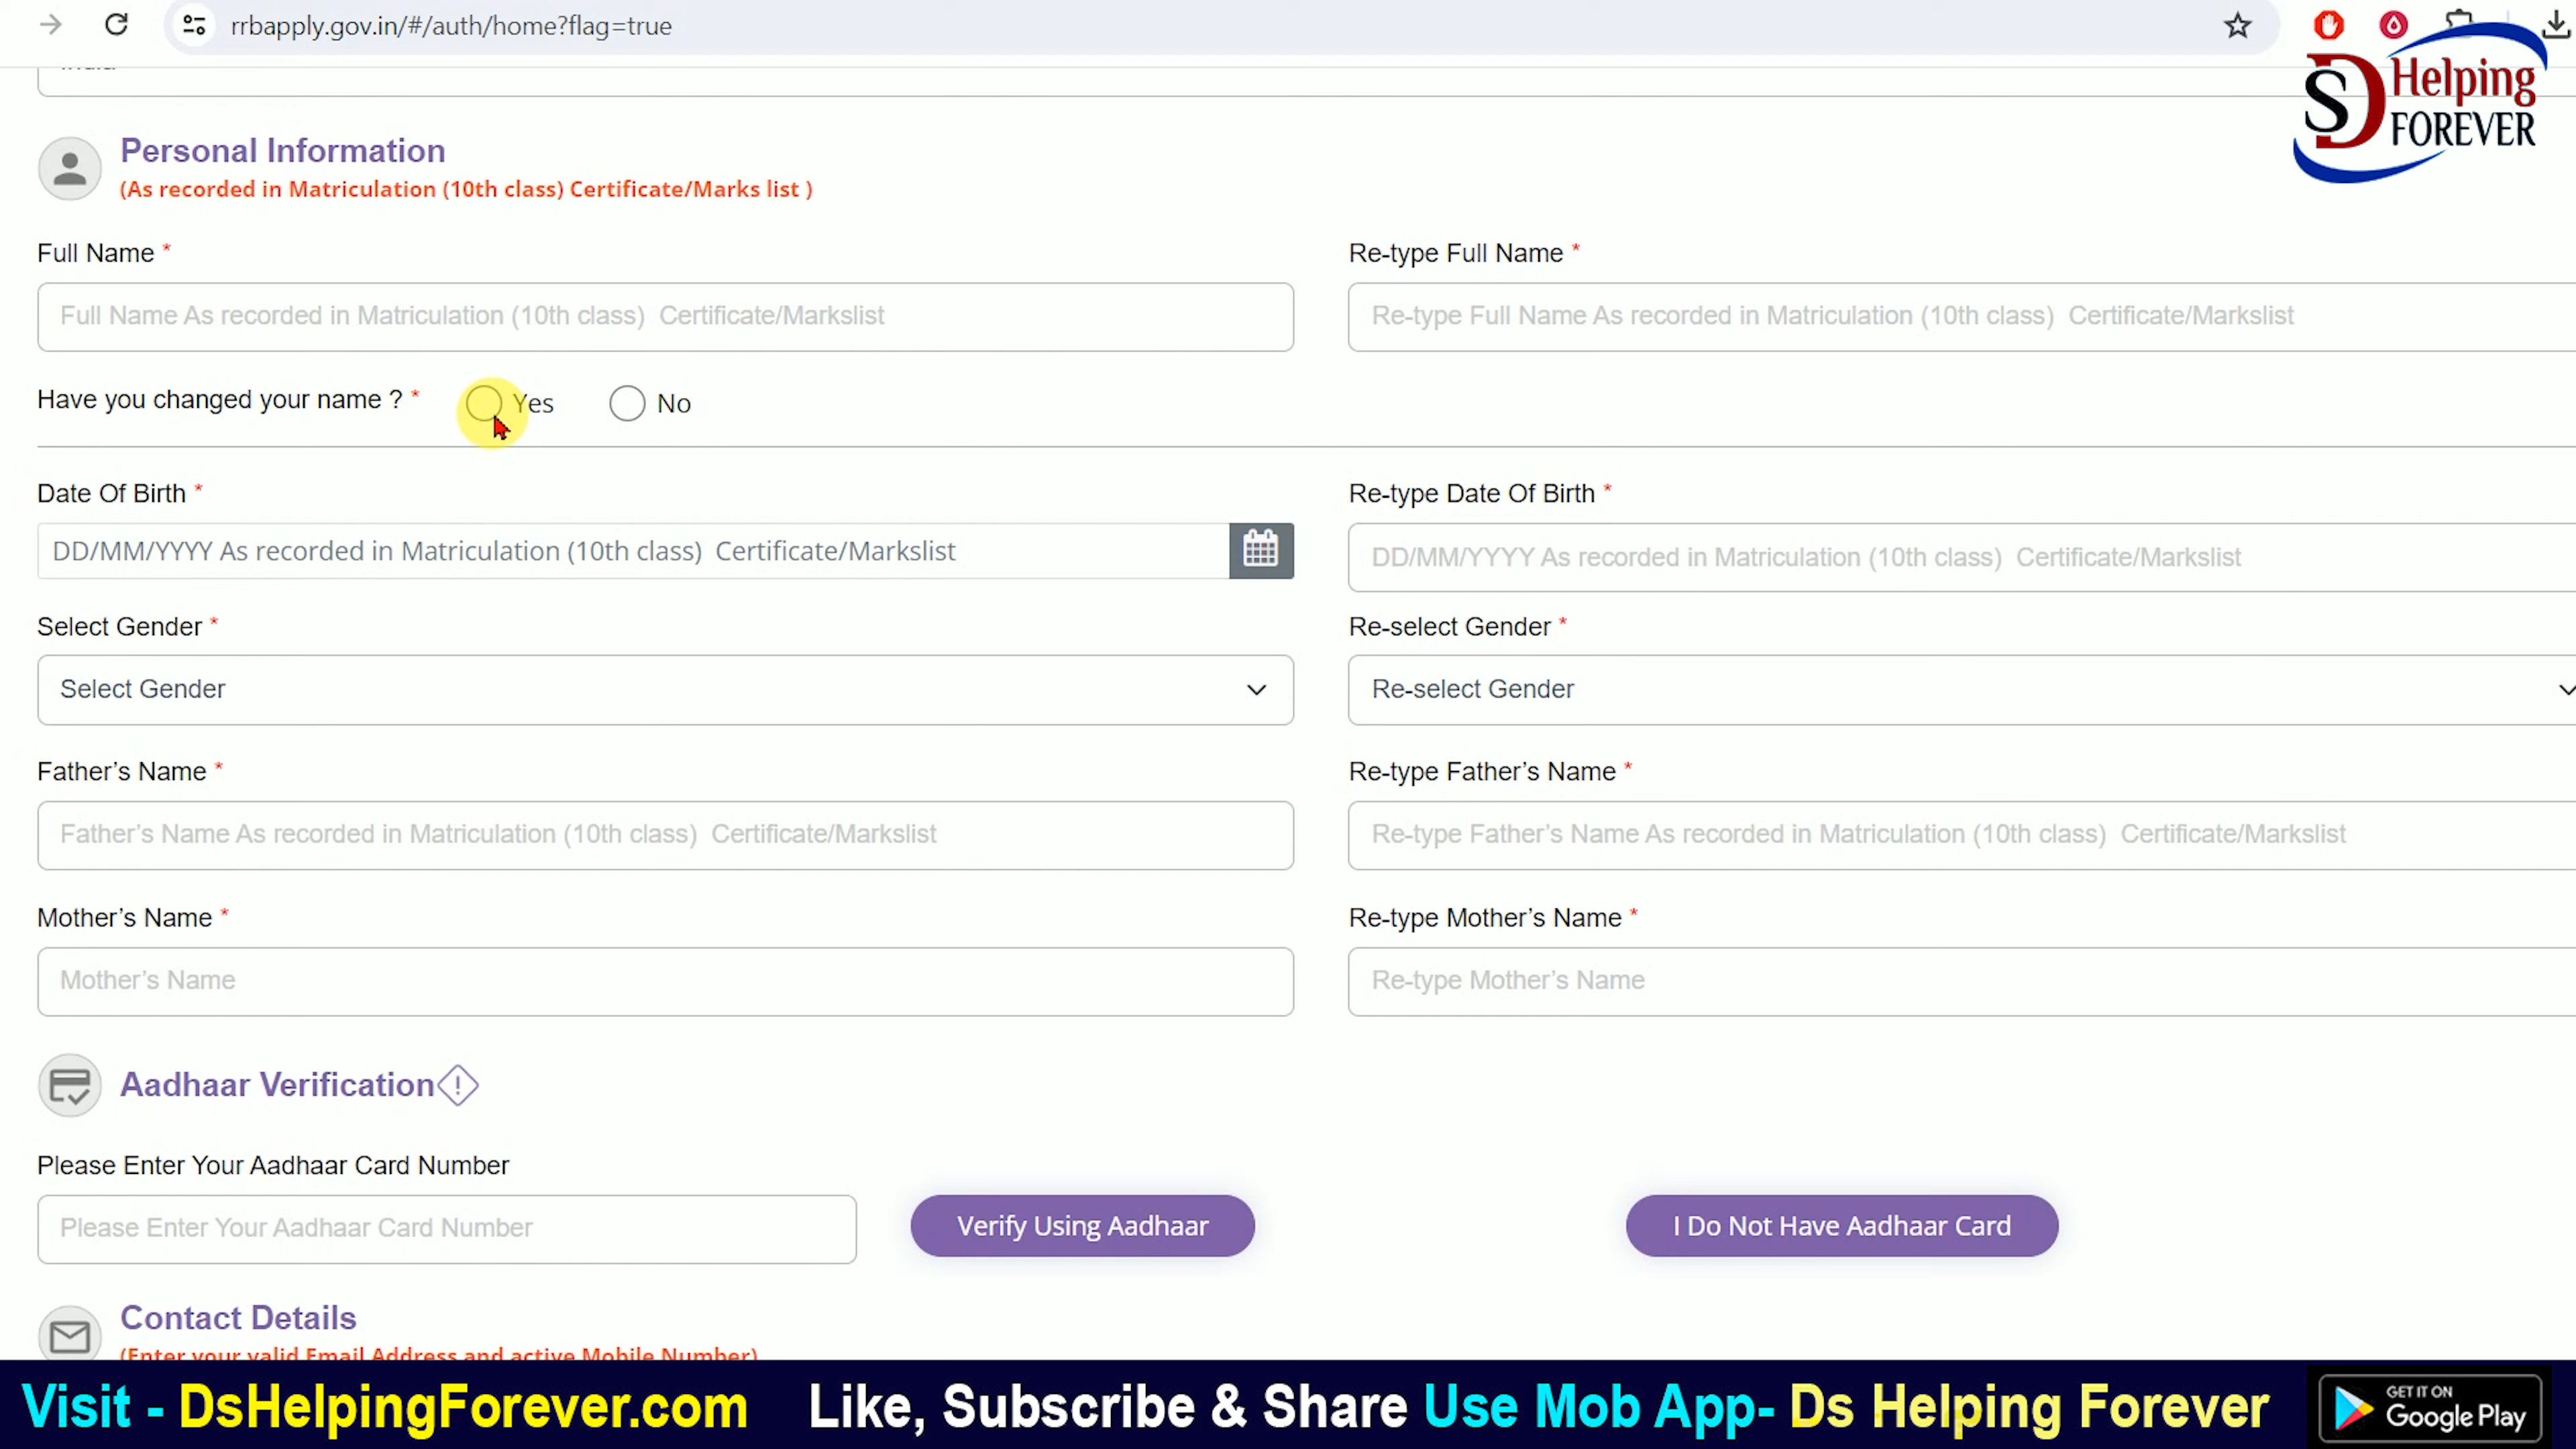 rrbapply.gov.in/#/auth/home?flag=true
India
SD Helping
FOREVER
Personal Information
(As recorded in Matriculation (10th class) Certificate/Marks list )
Full Name *
Re-type Full Name *
Full Name As recorded in Matriculation (10th class) Certificate/Markslist
Re-type Full Name As recorded in Matriculation (10th class) Certificate/Markslist
Have you changed your name ? * Yes No
Date Of Birth *
Re-type Date Of Birth *
DD/MM/YYYY As recorded in Matriculation (10th class) Certificate/Markslist
DD/MM/YYYY As recorded in Matriculation (10th class) Certificate/Markslist
Select Gender *
Re-select Gender *
Select Gender
Re-select Gender
Father’s Name *
Re-type Father’s Name *
Father’s Name As recorded in Matriculation (10th class) Certificate/Markslist
Re-type Father’s Name As recorded in Matriculation (10th class) Certificate/Markslist
Mother’s Name *
Re-type Mother’s Name *
Mother’s Name
Re-type Mother’s Name
Aadhaar Verification
Please Enter Your Aadhaar Card Number
Please Enter Your Aadhaar Card Number
Verify Using Aadhaar
I Do Not Have Aadhaar Card
Contact Details
(Enter your valid Email Address and active Mobile Number)
Visit - DsHelpingForever.com Like, Subscribe & Share Use Mob App- Ds Helping Forever
GET IT ON
Google Play